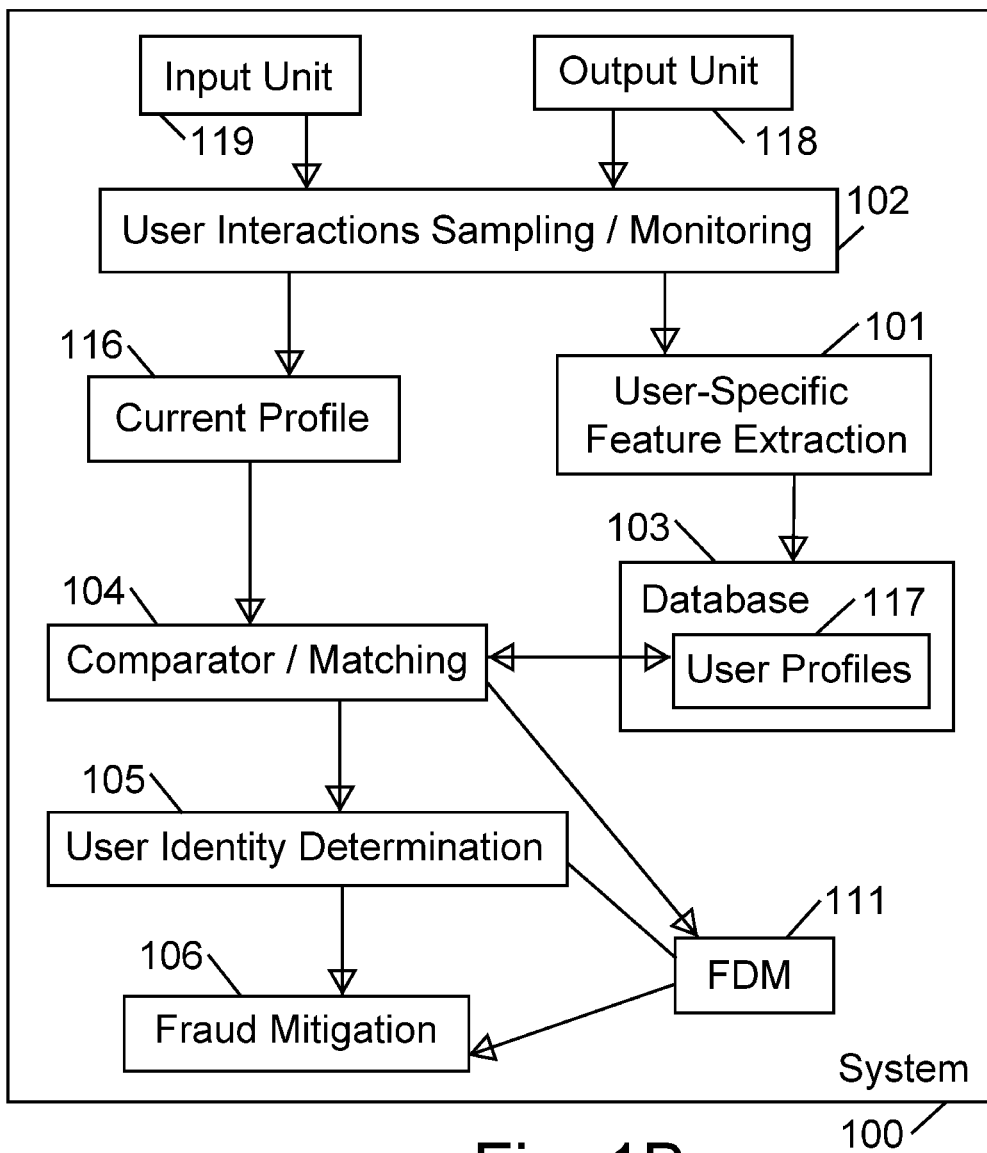 Input Unit
Output Unit
119
118
User Interactions Sampling / Monitoring
102
116
101
Current Profile
User-Specific
Feature Extraction
103
104
Database
117
Comparator / Matching
User Profiles
105
User Identity Determination
111
106
FDM
Fraud Mitigation
System
100